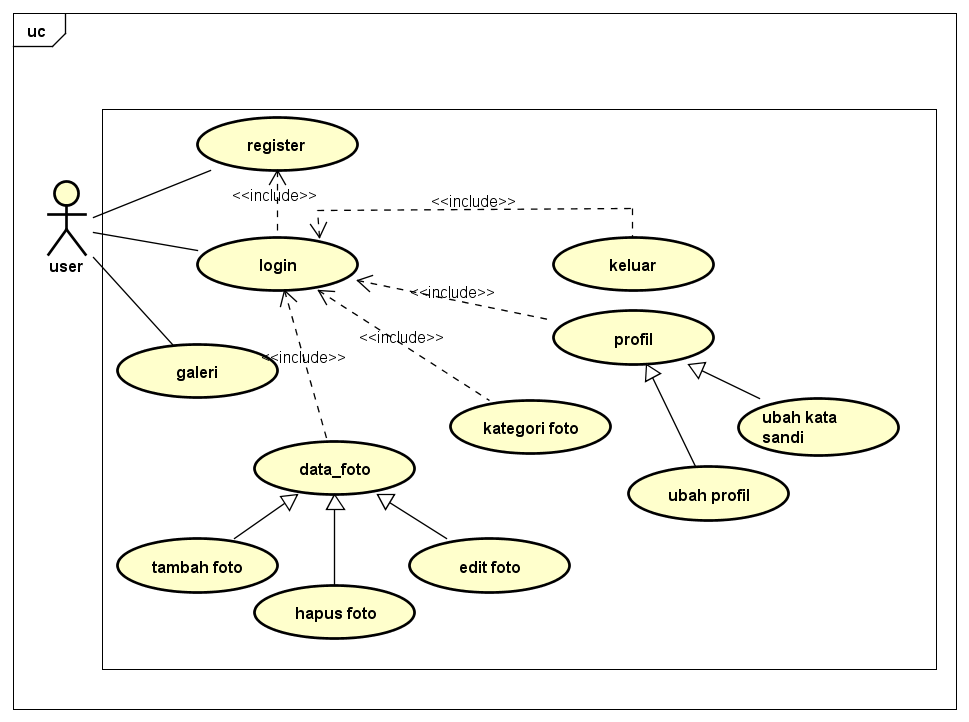 uc
register
<<include>>
<<include>>
user
login
keluar
<<include>>
<<include>>
profil
<<include>>
galeri
kategori foto
ubah kata
sandi
data_foto
ubah profil
tambah foto
edit foto
hapus foto